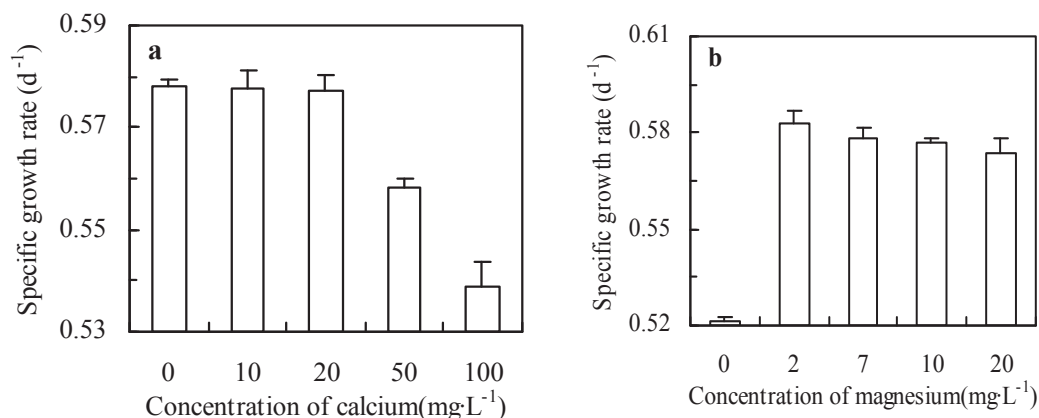 a
Specific growth rate (d⁻¹)
0.59
0.57
0.55
0.53
0 10 20 50 100
Concentration of calcium(mg·L⁻¹)
b
Specific growth rate (d⁻¹)
0.61
0.58
0.55
0.52
0 2 7 10 20
Concentration of magnesium(mg·L⁻¹)